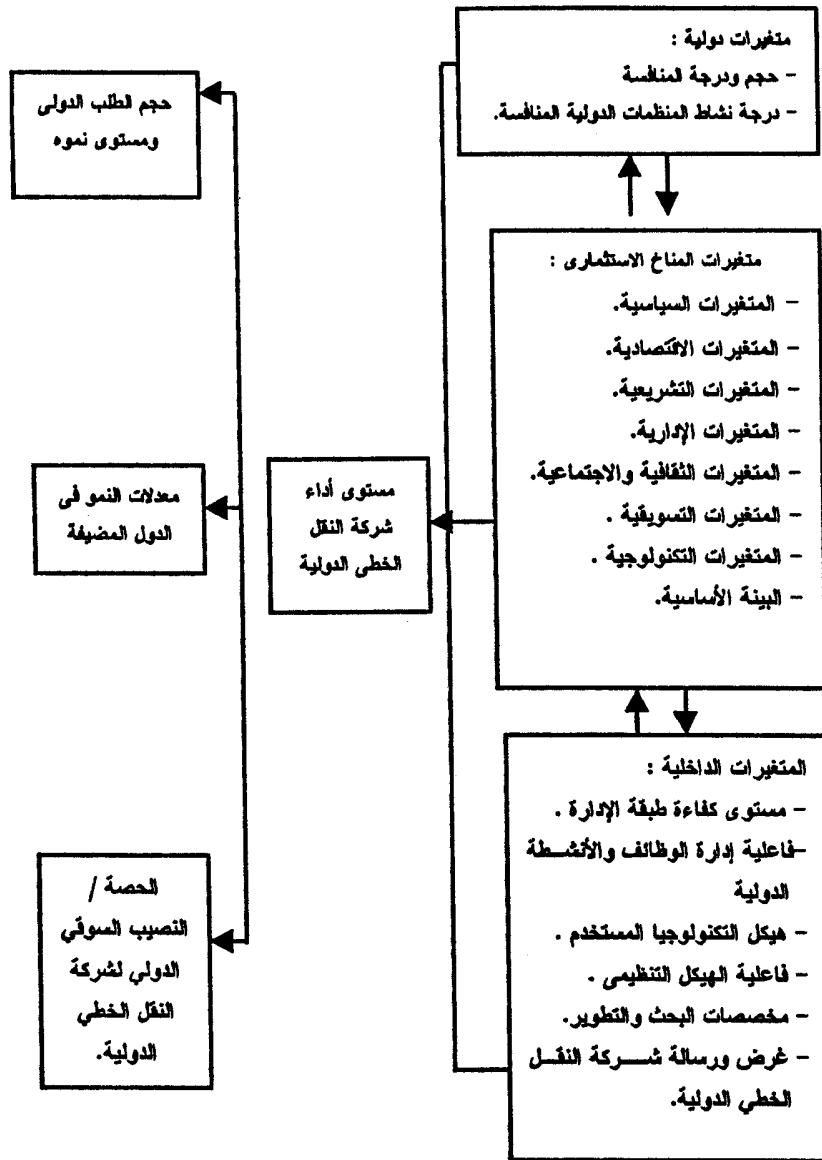 متغيرات دولية :
- حجم ودرجة المنافسة
- درجة نشاط المنظمات الدولية المنافسة.
متغيرات المناخ الاستثمارى :
- المتغيرات السياسية.
- المتغيرات الاقتصادية.
- المتغيرات التشريعية.
- المتغيرات الإدارية.
- المتغيرات الثقافية والاجتماعية.
- المتغيرات التسويقية .
- المتغيرات التكنولوجية .
- البينة الأساسية.
المتغيرات الداخلية :
- مستوى كفاءة طبقة الإدارة .
-فاعلية إدارة الوظائف والأنشطة
الدولية
- هيكل التكنولوجيا المستخدم .
- فاعلية الهيكل التنظيمى .
- مخصصات البحث والتطوير.
- غرض ورسالة شركة النقل
الخطي الدولية.
مستوى أداء
شركة النقل
الخطى الدولية
حجم الطلب الدولى
ومستوى نموه
معدلات النمو فى
الدول المضيفة
الحصة /
النصيب السوقي
الدولي لشركة
النقل الخطي
الدولية.